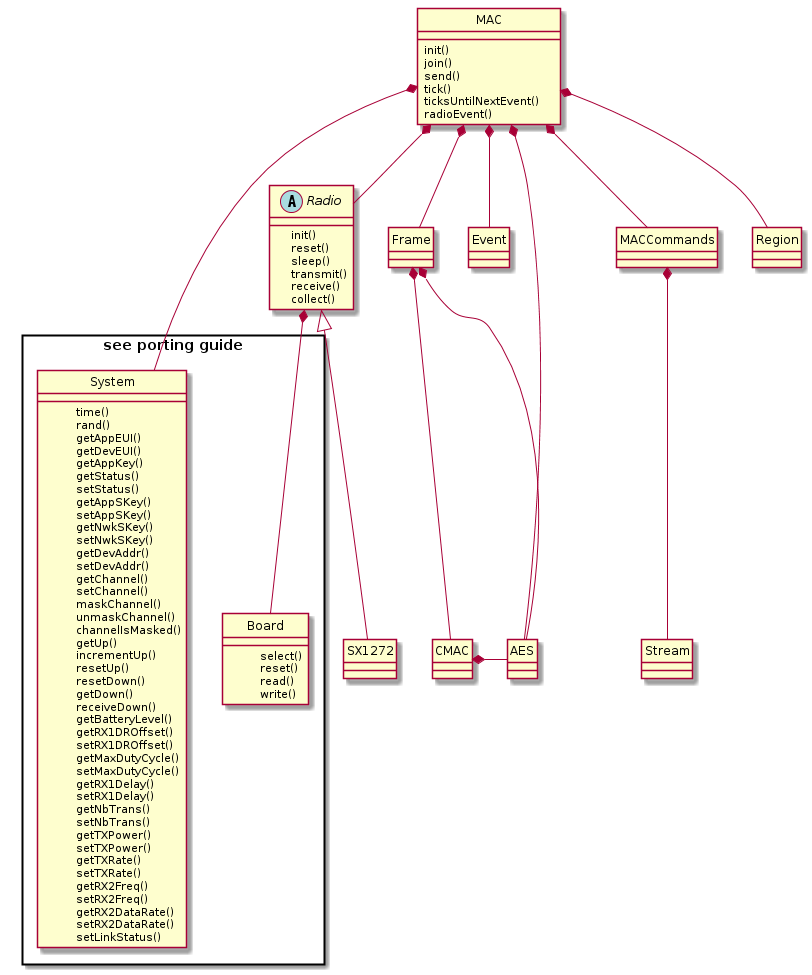 MAC
init()
join()
send()
tick()
ticksUntilNextEvent()
radioEvent()
A Radio
init()
reset()
sleep()
transmit()
receive()
collect()
Frame
Event
MACCommands
Region
see porting guide
System
time()
rand()
getAppEUI()
getDevEUI()
getAppKey()
getStatus()
setStatus()
getAppSKey()
setAppSKey()
getNwkSKey()
setNwkSKey()
getDevAddr()
setDevAddr()
getChannel()
setChannel()
maskChannel()
unmaskChannel()
channelIsMasked()
getUp()
incrementUp()
resetUp()
resetDown()
getDown()
receiveDown()
getBatteryLevel()
getRX1DROffset()
setRX1DROffset()
getMaxDutyCycle()
setMaxDutyCycle()
getRX1Delay()
setRX1Delay()
getNbTrans()
setNbTrans()
getTXPower()
setTXPower()
getTXRate()
setTXRate()
getRX2Freq()
setRX2Freq()
getRX2DataRate()
setRX2DataRate()
setLinkStatus()
Board
select()
reset()
read()
write()
SX1272
CMAC
AES
Stream